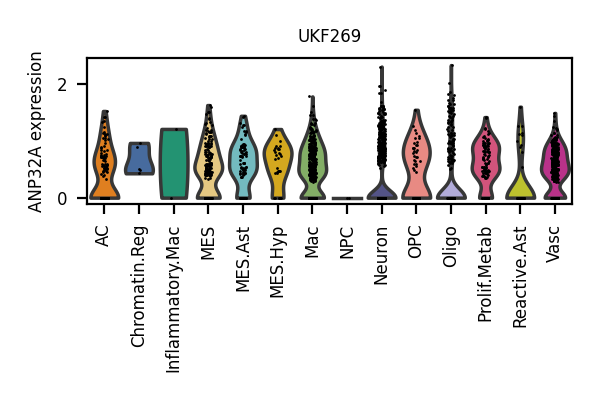 UKF269
ANP32A expression
2
0
AC
Chromatin.Reg
Inflammatory.Mac
MES
MES.Ast
MES.Hyp
Mac
NPC
Neuron
OPC
Oligo
Prolif.Metab
Reactive.Ast
Vasc